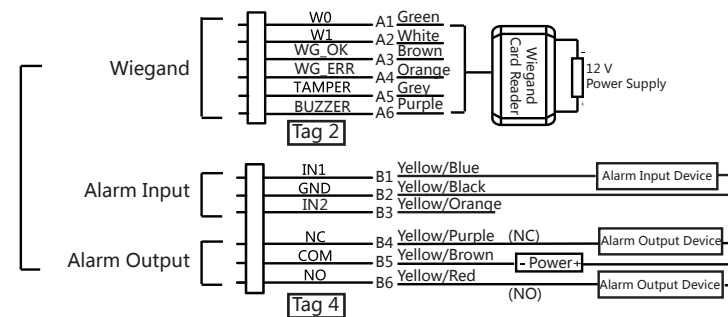 Wiegand
W0 A1 Green
W1 A2 White
WG_OK A3 Brown
WG_ERR A4 Orange
TAMPER A5 Grey
BUZZER A6 Purple
Tag 2
Wiegand
Card Reader
-
12 V
Power Supply
+
Alarm Input
IN1 B1 Yellow/Blue Alarm Input Device
GND B2 Yellow/Black
IN2 B3 Yellow/Orange
Alarm Output
NC B4 Yellow/Purple (NC) Alarm Output Device
COM B5 Yellow/Brown - Power+
NO B6 Yellow/Red (NO) Alarm Output Device
Tag 4